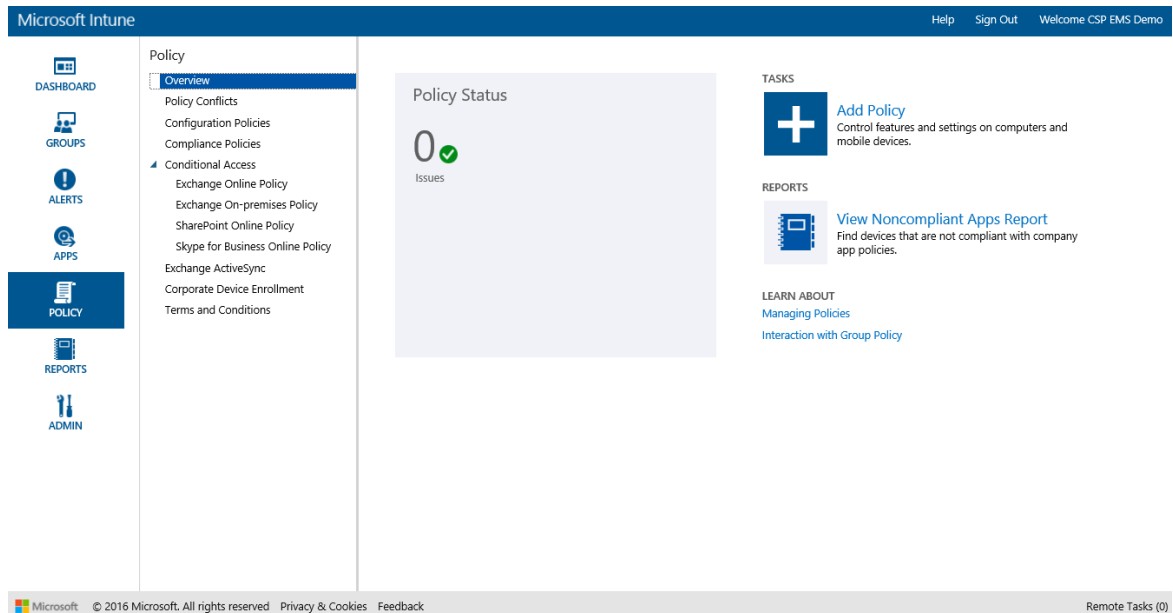 Microsoft Intune
Help Sign Out Welcome CSP EMS Demo
DASHBOARD
GROUPS
ALERTS
APPS
POLICY
REPORTS
ADMIN
Policy
Overview
Policy Conflicts
Configuration Policies
Compliance Policies
Conditional Access
Exchange Online Policy
Exchange On-premises Policy
SharePoint Online Policy
Skype for Business Online Policy
Exchange ActiveSync
Corporate Device Enrollment
Terms and Conditions
Policy Status
0
Issues
TASKS
Add Policy
Control features and settings on computers and
mobile devices.
REPORTS
View Noncompliant Apps Report
Find devices that are not compliant with company
app policies.
LEARN ABOUT
Managing Policies
Interaction with Group Policy
Microsoft © 2016 Microsoft. All rights reserved Privacy & Cookies Feedback
Remote Tasks (0)